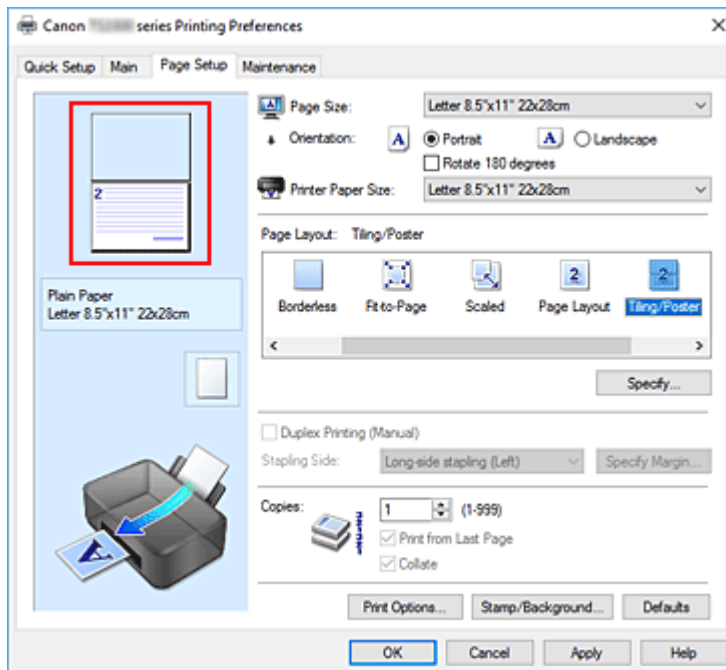 Canon series Printing Preferences
Quick Setup Main Page Setup Maintenance
2
Plain Paper
Letter 8.5"x11" 22x28cm
Page Size: Letter 8.5"x11" 22x28cm
Orientation: A Portrait A Landscape
Rotate 180 degrees
Printer Paper Size: Letter 8.5"x11" 22x28cm
Page Layout: Tiling/Poster
2 2
Borderless Fit-to-Page Scaled Page Layout Tiling/Poster
Specify...
Duplex Printing (Manual)
Stapling Side: Long-side stapling (Left) Specify Margin...
Copies: 1 (1-999)
Print from Last Page
Collate
A
Print Options... Stamp/Background... Defaults
OK Cancel Apply Help